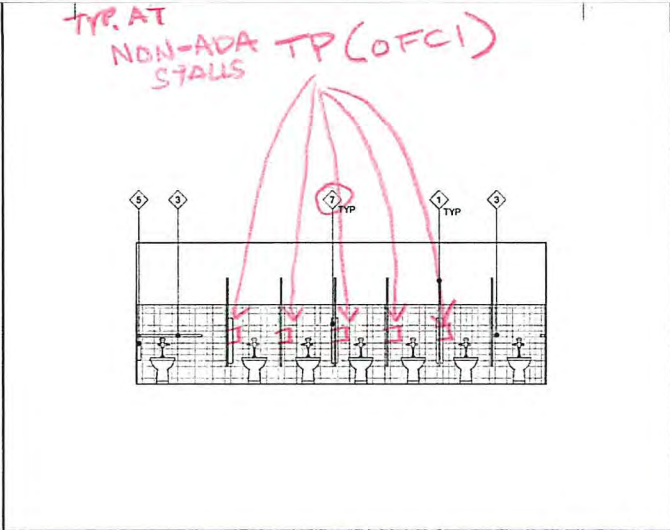 TYP. AT
NON-ADA TP (OFCI)
STALLS
5 3 7 TYP 1 TYP 3